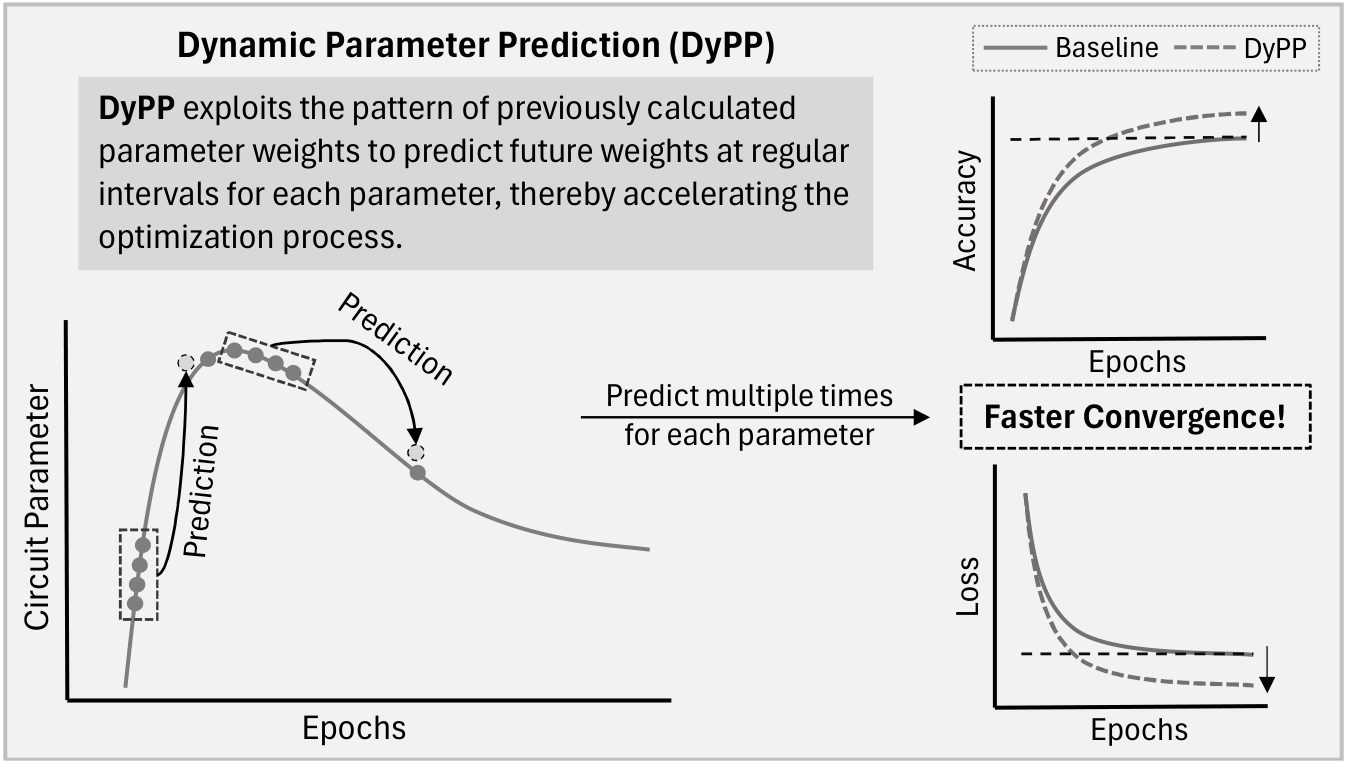 Dynamic Parameter Prediction (DyPP)
DyPP exploits the pattern of previously calculated
parameter weights to predict future weights at regular
intervals for each parameter, thereby accelerating the
optimization process.
Circuit Parameter
Prediction
Prediction
Epochs
Predict multiple times
for each parameter
Baseline DyPP
Accuracy
Epochs
Faster Convergence!
Loss
Epochs